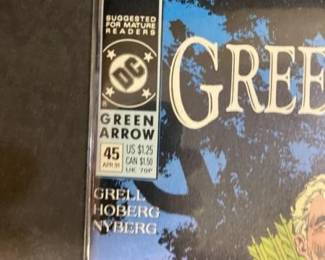 SUGGESTED
FOR MATURE
READERS
DC
GREEN
ARROW
45
APR 91
US $1.25
CAN $1.50
UK 70P
GREE
GRELL
HOBERG
NYBERG